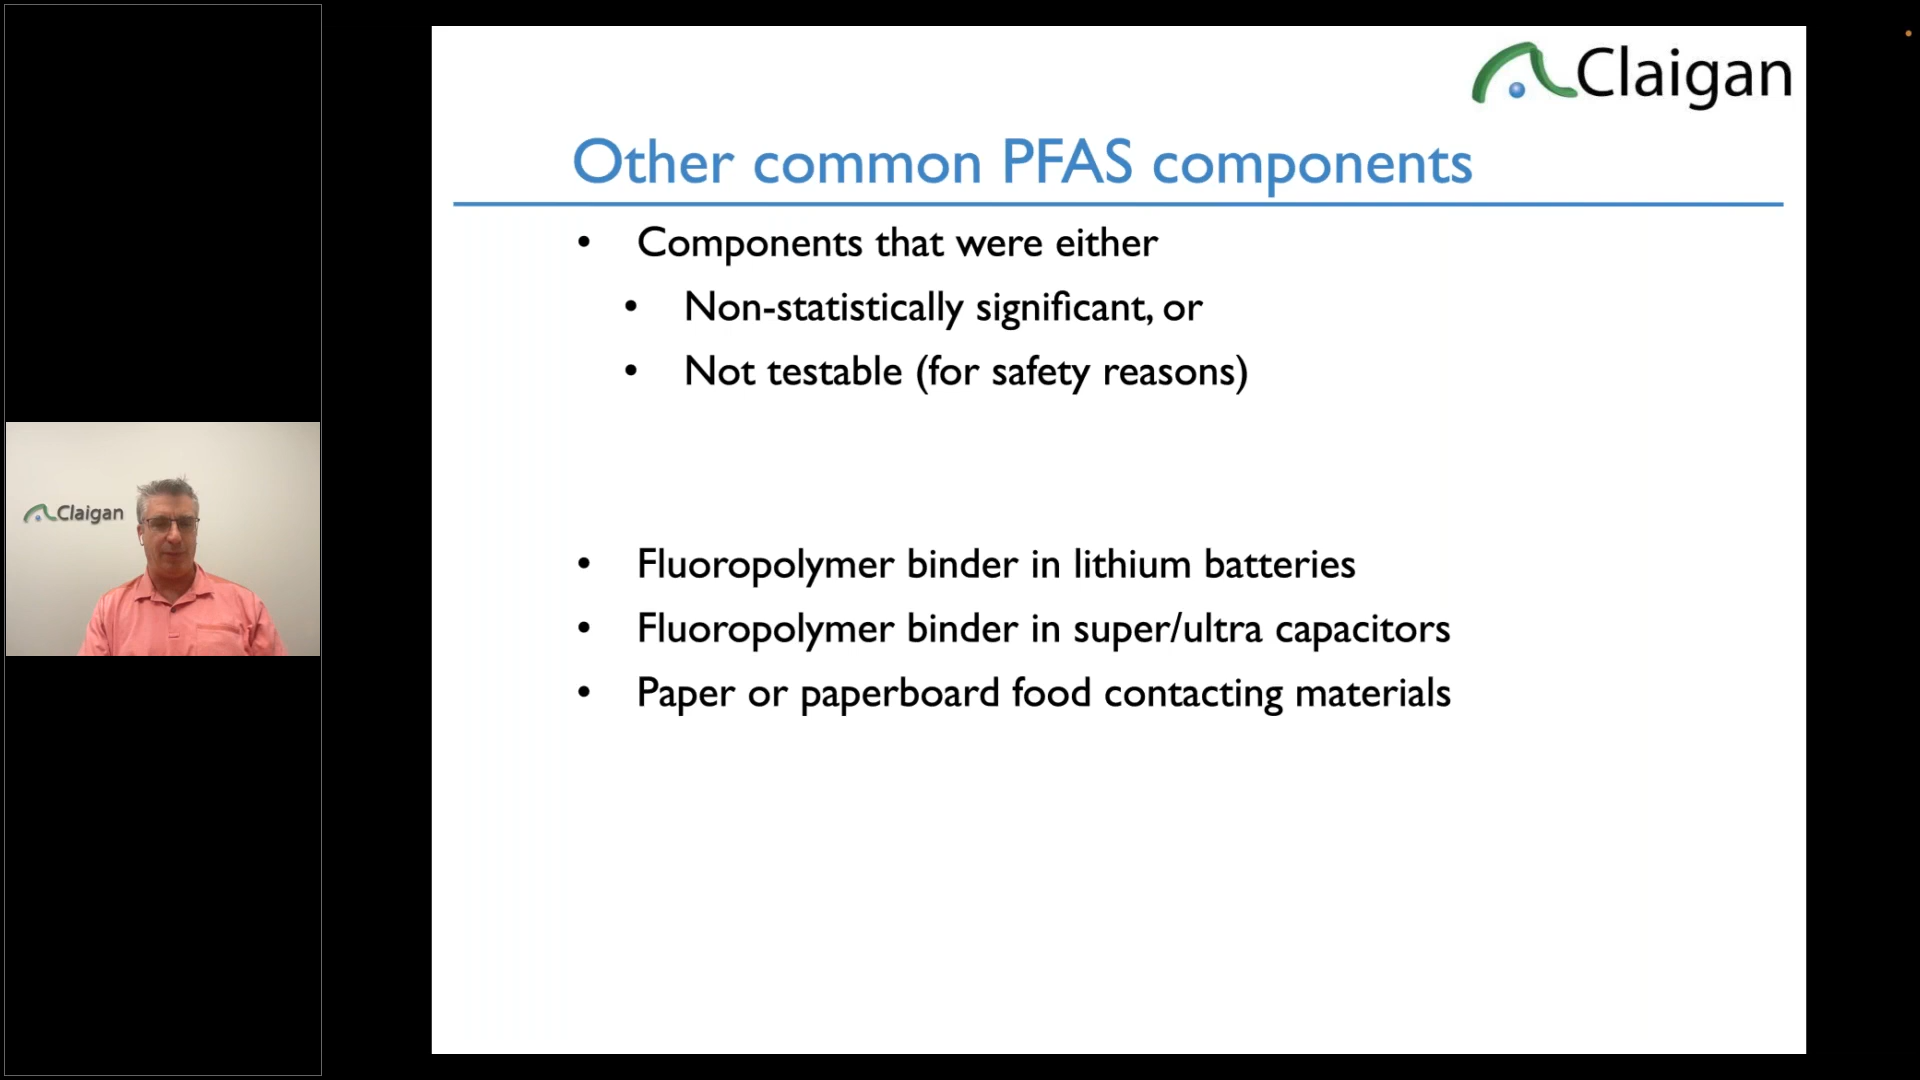 Claigan
Other common PFAS components
• Components that were either
• Non-statistically significant, or
• Not testable (for safety reasons)
Claigan
• Fluoropolymer binder in lithium batteries
• Fluoropolymer binder in super/ultra capacitors
• Paper or paperboard food contacting materials